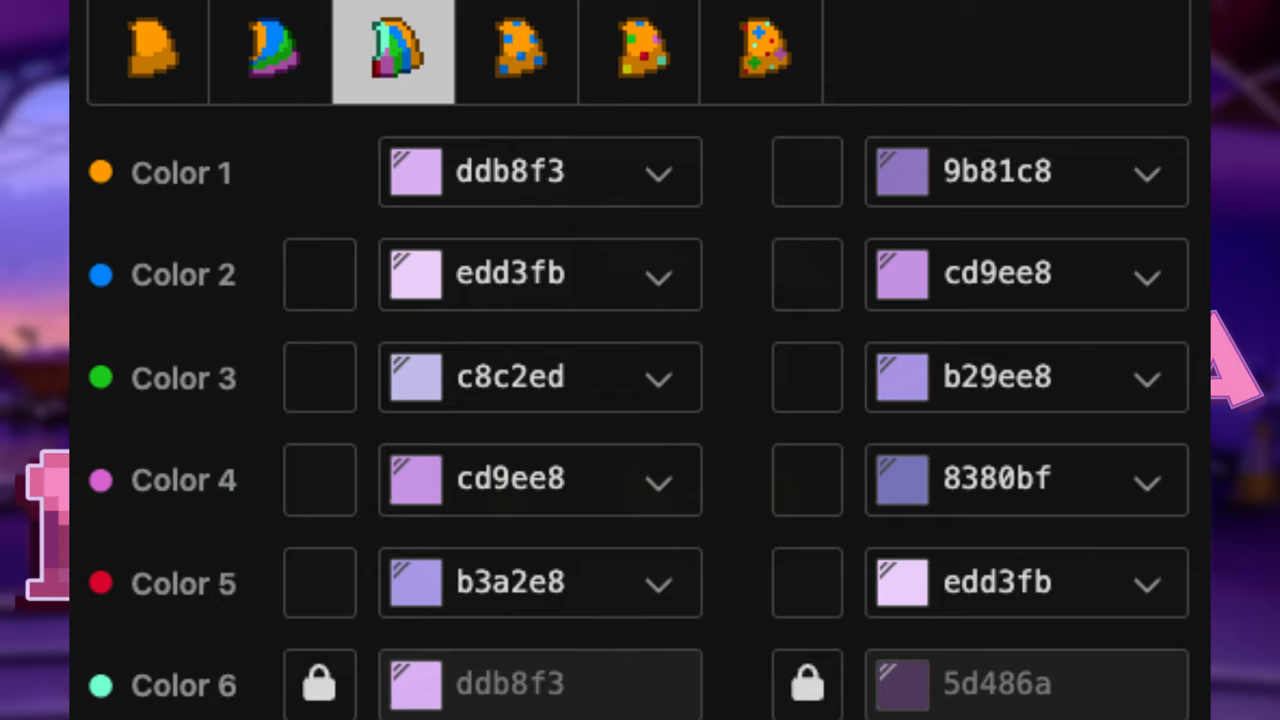 Color 1 ddb8f3 9b81c8
Color 2 edd3fb cd9ee8
Color 3 c8c2ed b29ee8
Color 4 cd9ee8 8380bf
Color 5 b3a2e8 edd3fb
Color 6 ddb8f3 5d486a
A